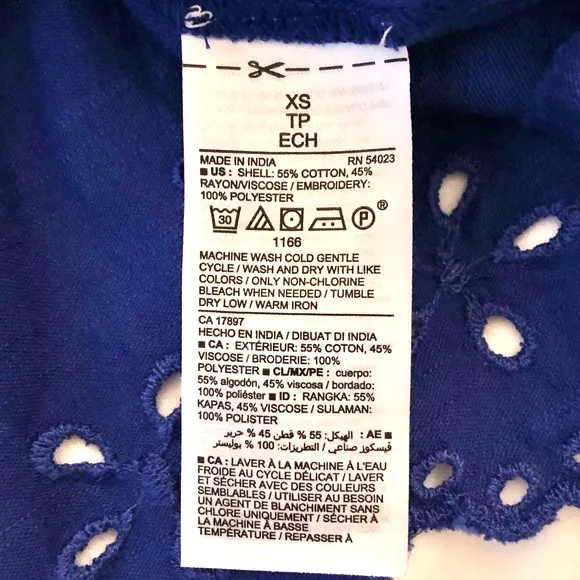 XS
TP
ECH
MADE IN INDIA RN 54023
■ US : SHELL: 55% COTTON, 45%
RAYON/VISCOSE / EMBROIDERY:
100% POLYESTER
30 P ®
1166
MACHINE WASH COLD GENTLE
CYCLE / WASH AND DRY WITH LIKE
COLORS / ONLY NON-CHLORINE
BLEACH WHEN NEEDED / TUMBLE
DRY LOW / WARM IRON
CA 17897
HECHO EN INDIA / DIBUAT DI INDIA
■ CA : EXTÉRIEUR: 55% COTON, 45%
VISCOSE / BRODERIE: 100%
POLYESTER ■ CL/MX/PE : cuerpo:
55% algodón, 45% viscosa / bordado:
100% poliéster ■ ID : RANGKA: 55%
KAPAS, 45% VISCOSE / SULAMAN:
100% POLISTER
■ AE : الهيكل: 55 % قطن 45 % حرير
فيسكوز صناعي / التطريزات: 100 % بوليستر
■ CA : LAVER À LA MACHINE À L'EAU
FROIDE AU CYCLE DÉLICAT / LAVER
ET SÉCHER AVEC DES COULEURS
SEMBLABLES / UTILISER AU BESOIN
UN AGENT DE BLANCHIMENT SANS
CHLORE UNIQUEMENT / SÉCHER À
LA MACHINE À BASSE
TEMPÉRATURE / REPASSER À